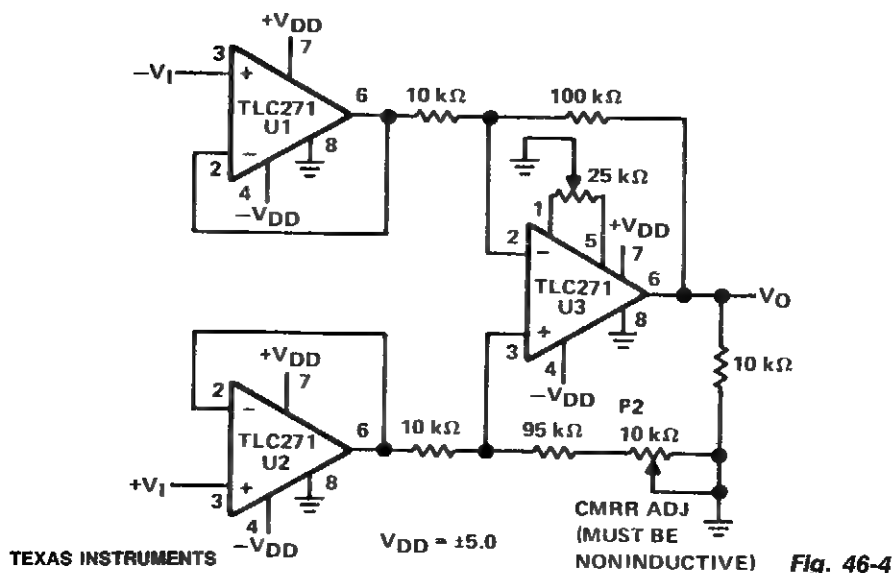 +VDD
3
7
−VI
+
TLC271
U1
6
10 kΩ
100 kΩ
−
2
8
4
−VDD
25 kΩ
1
5
+VDD
7
2
−
TLC271
U3
6
VO
+
3
8
4
−VDD
10 kΩ
+VDD
2
7
−
TLC271
U2
6
10 kΩ
95 kΩ
P2
10 kΩ
+VI
+
3
8
4
−VDD
VDD = ±5.0
CMRR ADJ
(MUST BE
NONINDUCTIVE)
TEXAS INSTRUMENTS
Fig. 46-4